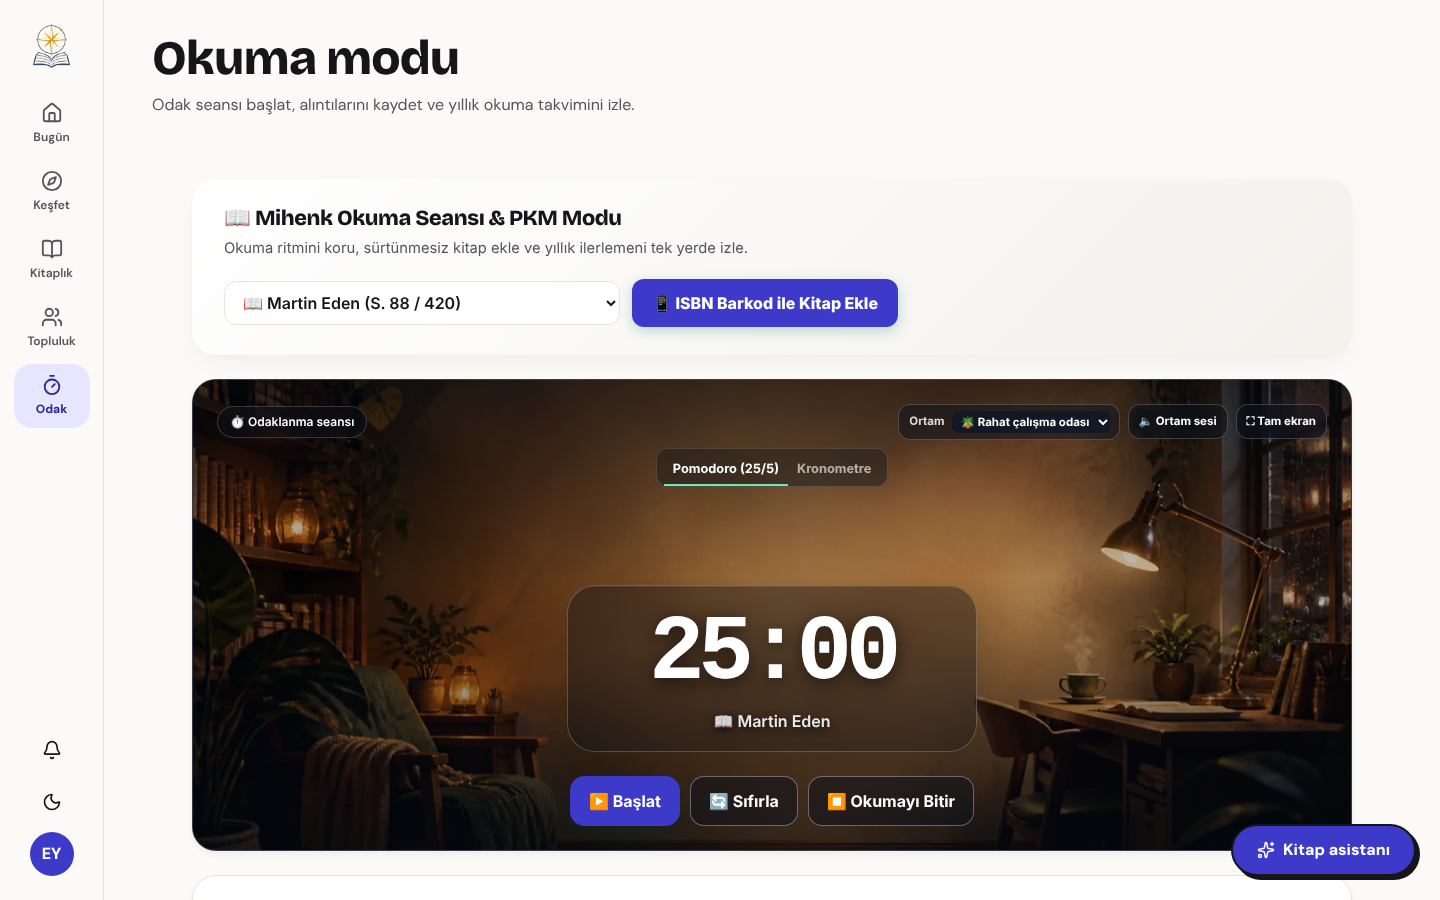 Okuma modu
Odak seansı başlat, alıntılarını kaydet ve yıllık okuma takvimini izle.
Bugün
Keşfet
Kitaplık
Topluluk
Odak
EY
📖 Mihenk Okuma Seansı & PKM Modu
Okuma ritmini koru, sürtünmesiz kitap ekle ve yıllık ilerlemeni tek yerde izle.
📖 Martin Eden (S. 88 / 420)
📱 ISBN Barkod ile Kitap Ekle
⏱️ Odaklanma seansı
Ortam
🪴 Rahat çalışma odası
🔈 Ortam sesi
⛶ Tam ekran
Pomodoro (25/5)
Kronometre
25:00
📖 Martin Eden
▶️ Başlat
🔄 Sıfırla
⏹️ Okumayı Bitir
Kitap asistanı